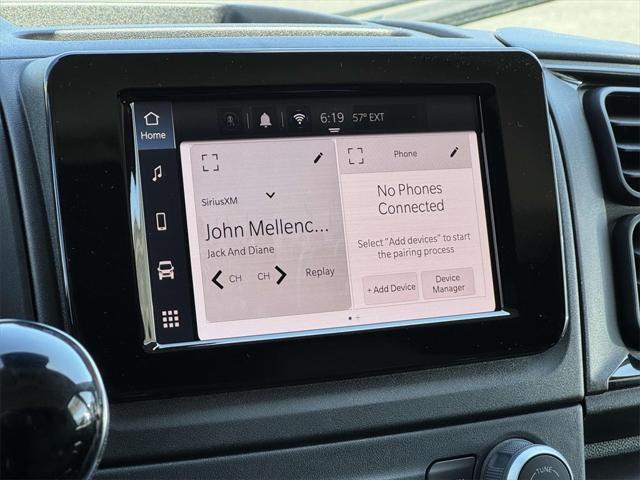 6:19 57° EXT
Home
SiriusXM
John Mellenc...
Jack And Diane
CH CH Replay
Phone
No Phones
Connected
Select "Add devices" to start
the pairing process
+ Add Device
Device
Manager
TUNE